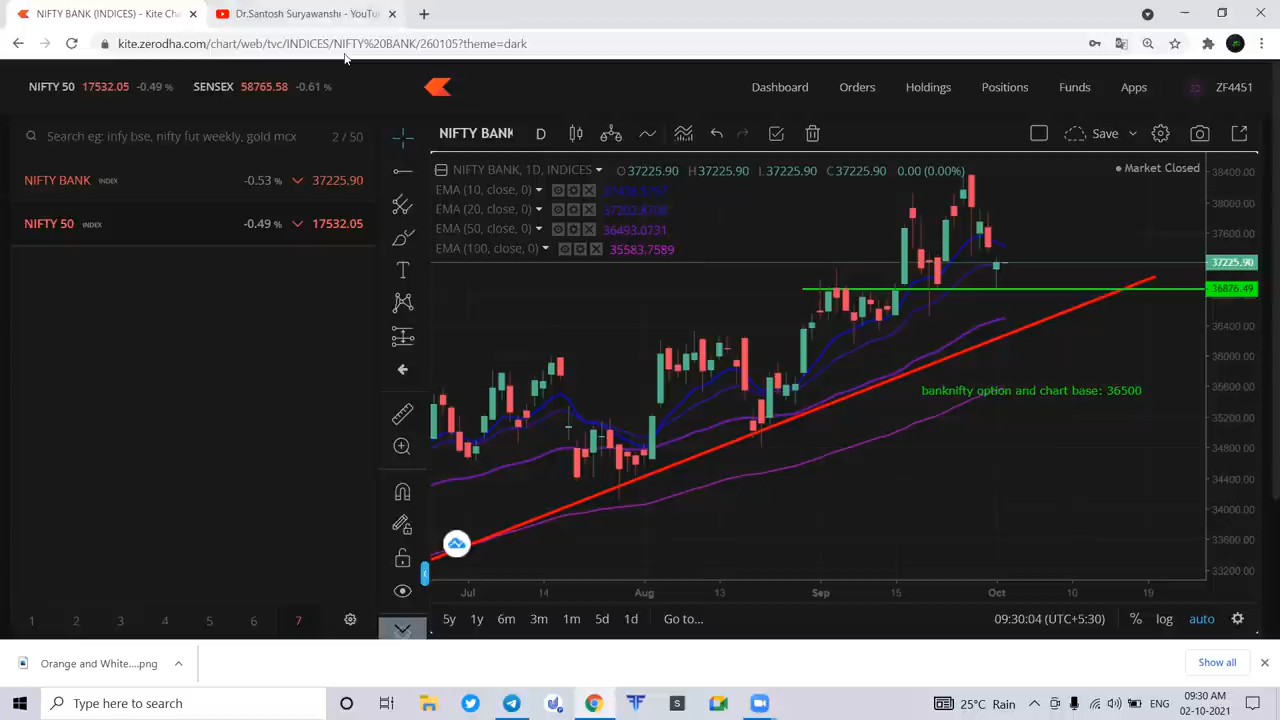 NIFTY BANK (INDICES) - Kite Cha
Dr.Santosh Suryawanshi - YouTu
kite.zerodha.com/chart/web/tvc/INDICES/NIFTY%20BANK/260105?theme=dark
NIFTY 50 17532.05 -0.49 % SENSEX 58765.58 -0.61 %
Dashboard Orders Holdings Positions Funds Apps ZF4451
Search eg: infy bse, nifty fut weekly, gold mcx 2 / 50
NIFTY BANK INDEX -0.53 % 37225.90
NIFTY 50 INDEX -0.49 % 17532.05
NIFTY BANK D Save
NIFTY BANK, 1D, INDICES O37225.90 H37225.90 L37225.90 C37225.90 0.00 (0.00%)
Market Closed
EMA (10, close, 0)
EMA (20, close, 0)
EMA (50, close, 0) 36493.0731
EMA (100, close, 0) 35583.7589
38400.00
38000.00
37600.00
37225.90
36876.49
36400.00
36000.00
35600.00
35200.00
34800.00
34400.00
34000.00
33600.00
33200.00
banknifty option and chart base: 36500
Jul 14 Aug 13 Sep 15 Oct 10 19
1 2 3 4 5 6 7
5y 1y 6m 3m 1m 5d 1d Go to... 09:30:04 (UTC+5:30) % log auto
Orange and White....png
Show all
Type here to search
25°C Rain
ENG
09:30 AM
02-10-2021